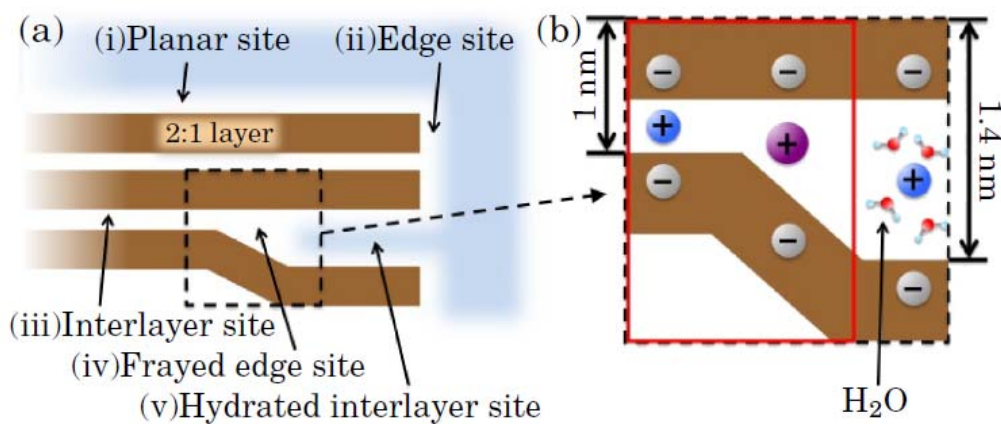 (a)
(i)Planar site
(ii)Edge site
2:1 layer
(iii)Interlayer site
(iv)Frayed edge site
(v)Hydrated interlayer site
(b)
1 nm
− − −
+ + +
− − −
1.4 nm
H₂O